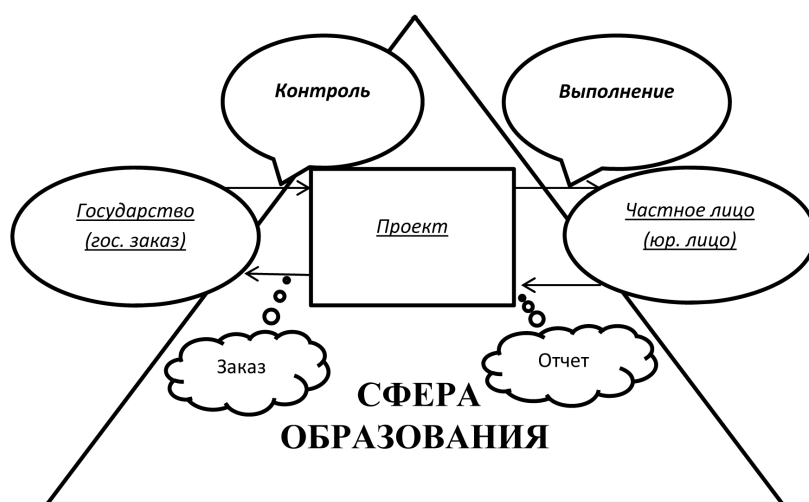 Контроль
Выполнение
Государство
(гос. заказ)
Проект
Частное лицо
(юр. лицо)
Заказ
Отчет
СФЕРА
ОБРАЗОВАНИЯ